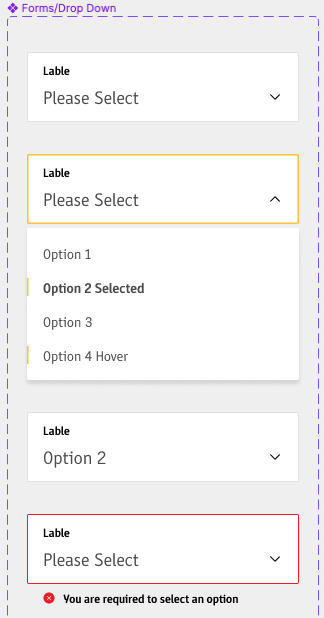 Forms/Drop Down
Lable
Please Select
Lable
Please Select
Option 1
Option 2 Selected
Option 3
Option 4 Hover
Lable
Option 2
Lable
Please Select
You are required to select an option